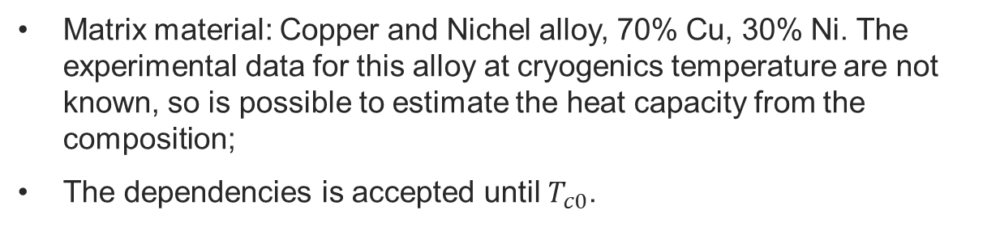 • Matrix material: Copper and Nichel alloy, 70% Cu, 30% Ni. The
experimental data for this alloy at cryogenics temperature are not
known, so is possible to estimate the heat capacity from the
composition;
• The dependencies is accepted until T_{c0}.